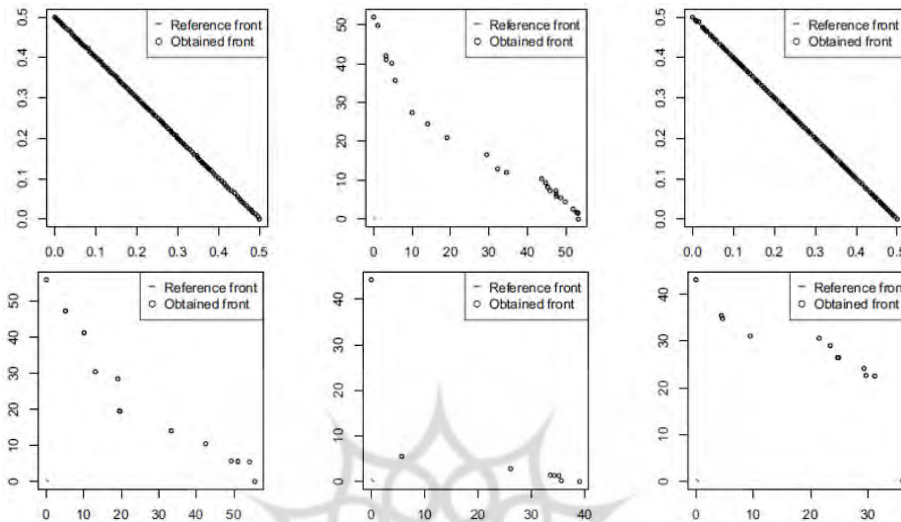 – Reference front
○ Obtained front
0.5
0.4
0.3
0.2
0.1
0.0
0.0 0.1 0.2 0.3 0.4 0.5
– Reference front
○ Obtained front
50
40
30
20
10
0
0 10 20 30 40 50
– Reference front
○ Obtained front
0.5
0.4
0.3
0.2
0.1
0.0
0.0 0.1 0.2 0.3 0.4 0.5
– Reference front
○ Obtained front
50
40
30
20
10
0
0 10 20 30 40 50
– Reference front
○ Obtained front
40
30
20
10
0
0 10 20 30 40
– Reference front
○ Obtained front
40
30
20
10
0
0 10 20 30